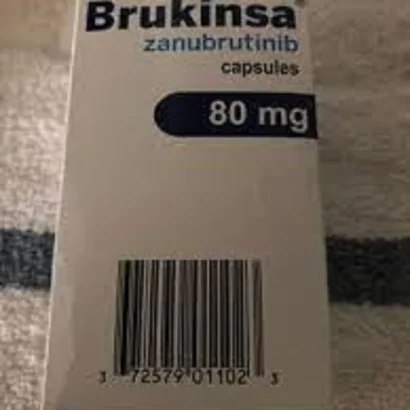 Brukinsa®
zanubrutinib
capsules
80 mg
3 72579 01102 3